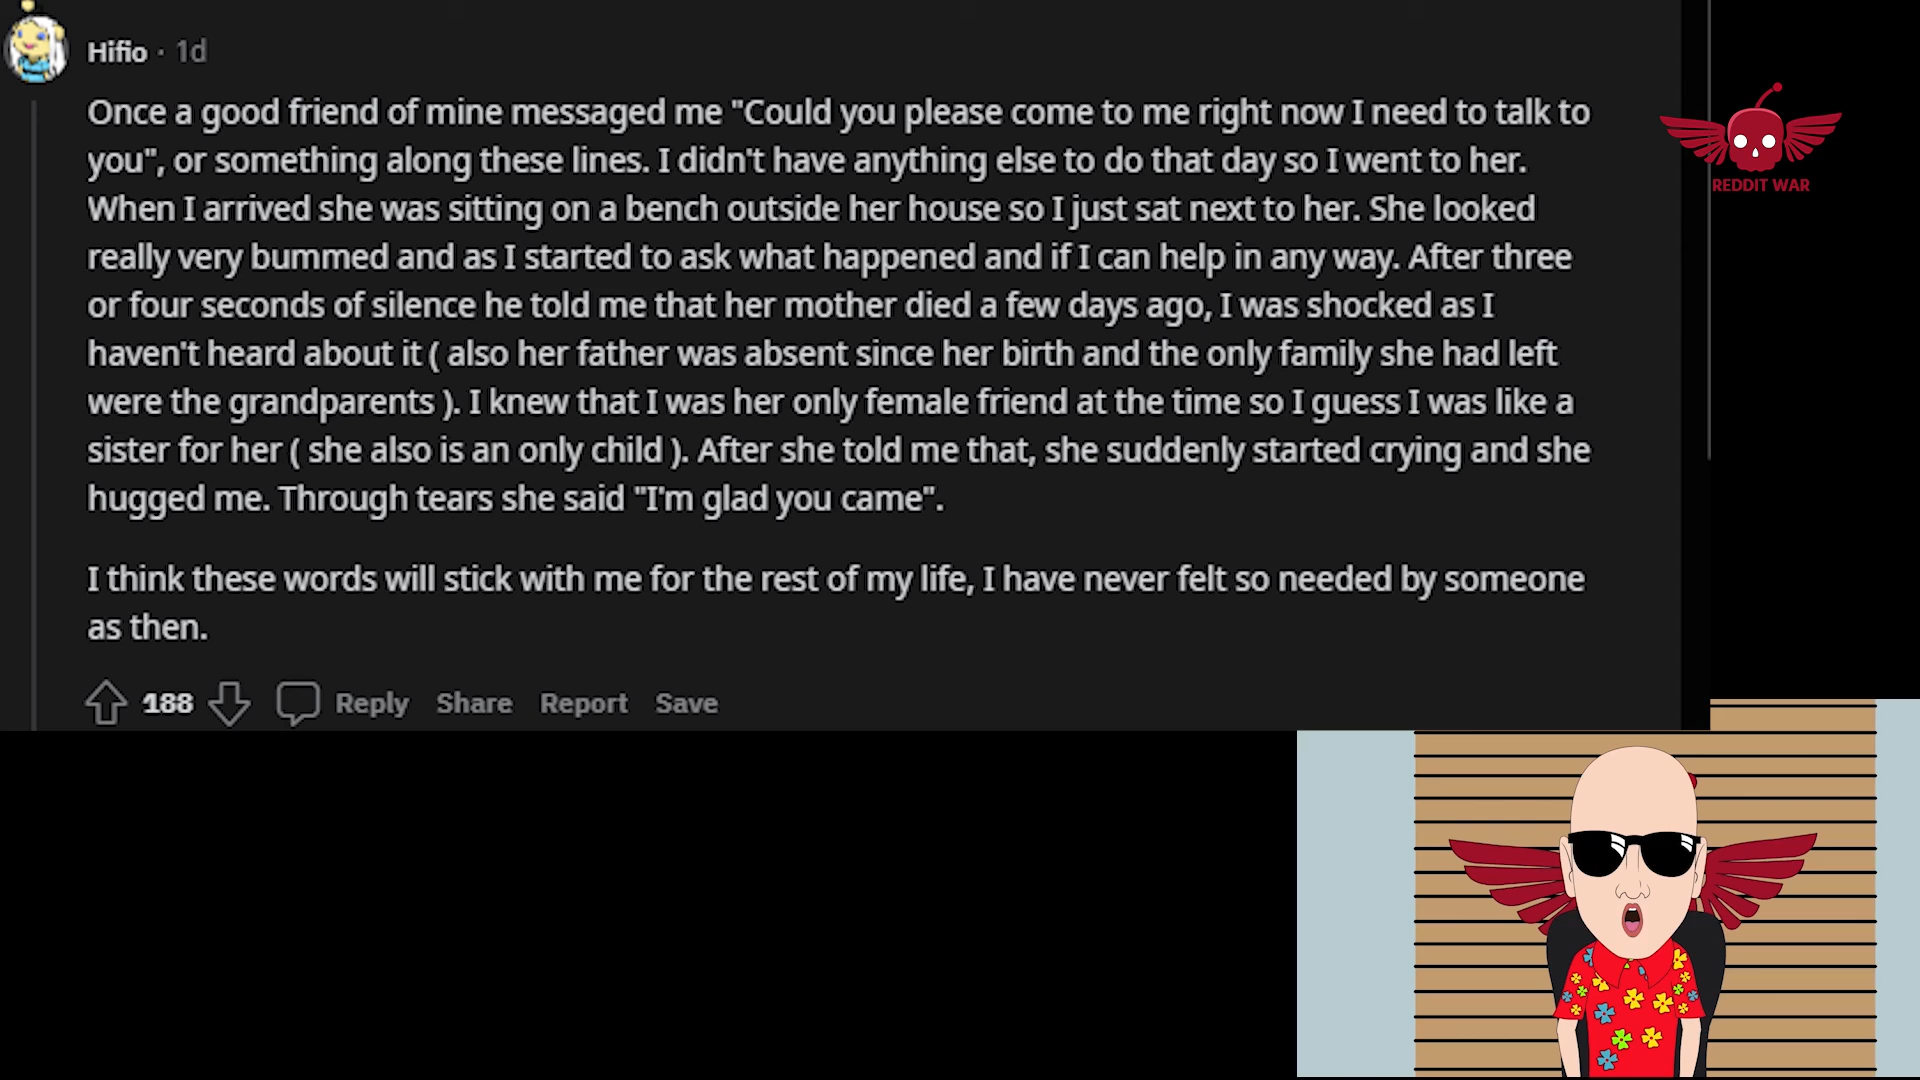 Hifio · 1d
Once a good friend of mine messaged me "Could you please come to me right now I need to talk to
you", or something along these lines. I didn't have anything else to do that day so I went to her.
When I arrived she was sitting on a bench outside her house so I just sat next to her. She looked
really very bummed and as I started to ask what happened and if I can help in any way. After three
or four seconds of silence he told me that her mother died a few days ago, I was shocked as I
haven't heard about it ( also her father was absent since her birth and the only family she had left
were the grandparents ). I knew that I was her only female friend at the time so I guess I was like a
sister for her ( she also is an only child ). After she told me that, she suddenly started crying and she
hugged me. Through tears she said "I'm glad you came".
I think these words will stick with me for the rest of my life, I have never felt so needed by someone
as then.
188 Reply Share Report Save
REDDIT WAR